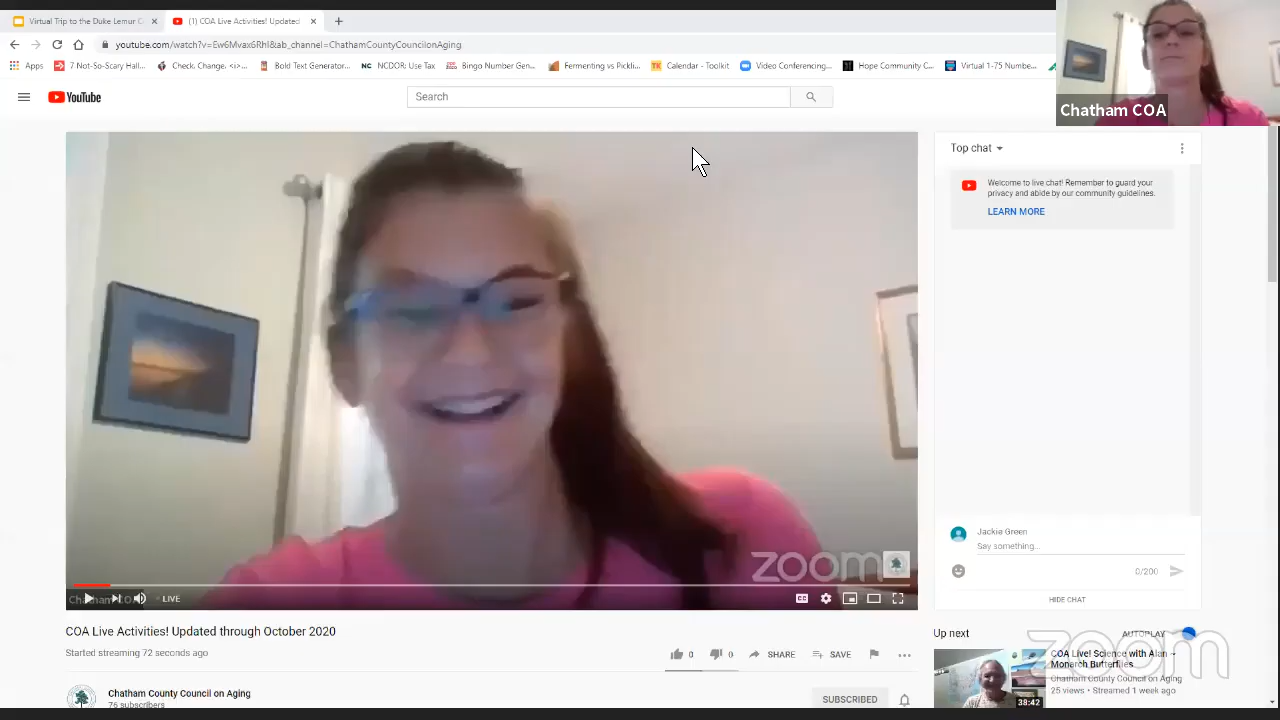 Virtual Trip to the Duke Lemur C
(1) COA Live Activities! Updated
youtube.com/watch?v=Ew6Mvax6RhI&ab_channel=ChathamCountyCouncilonAging
Apps
7 Not-So-Scary Hall...
Check, Change, <i>...
Bold Text Generator...
NC NCDOR: Use Tax
Bingo Number Gen...
Fermenting vs Pickli...
TK Calendar - Toolkit
Video Conferencing...
Hope Community C...
Virtual 1-75 Numbe...
Chatham COA
YouTube
Search
Top chat
Welcome to live chat! Remember to guard your
privacy and abide by our community guidelines.
LEARN MORE
Jackie Green
Say something...
0/200
HIDE CHAT
zoom
Chatham COA
LIVE
COA Live Activities! Updated through October 2020
Started streaming 72 seconds ago
0
0
SHARE
SAVE
Chatham County Council on Aging
76 subscribers
SUBSCRIBED
Up next
AUTOPLAY
zoom
COA Live! Science with Alan -
Monarch Butterflies
Chatham County Council on Aging
25 views • Streamed 1 week ago
38:42